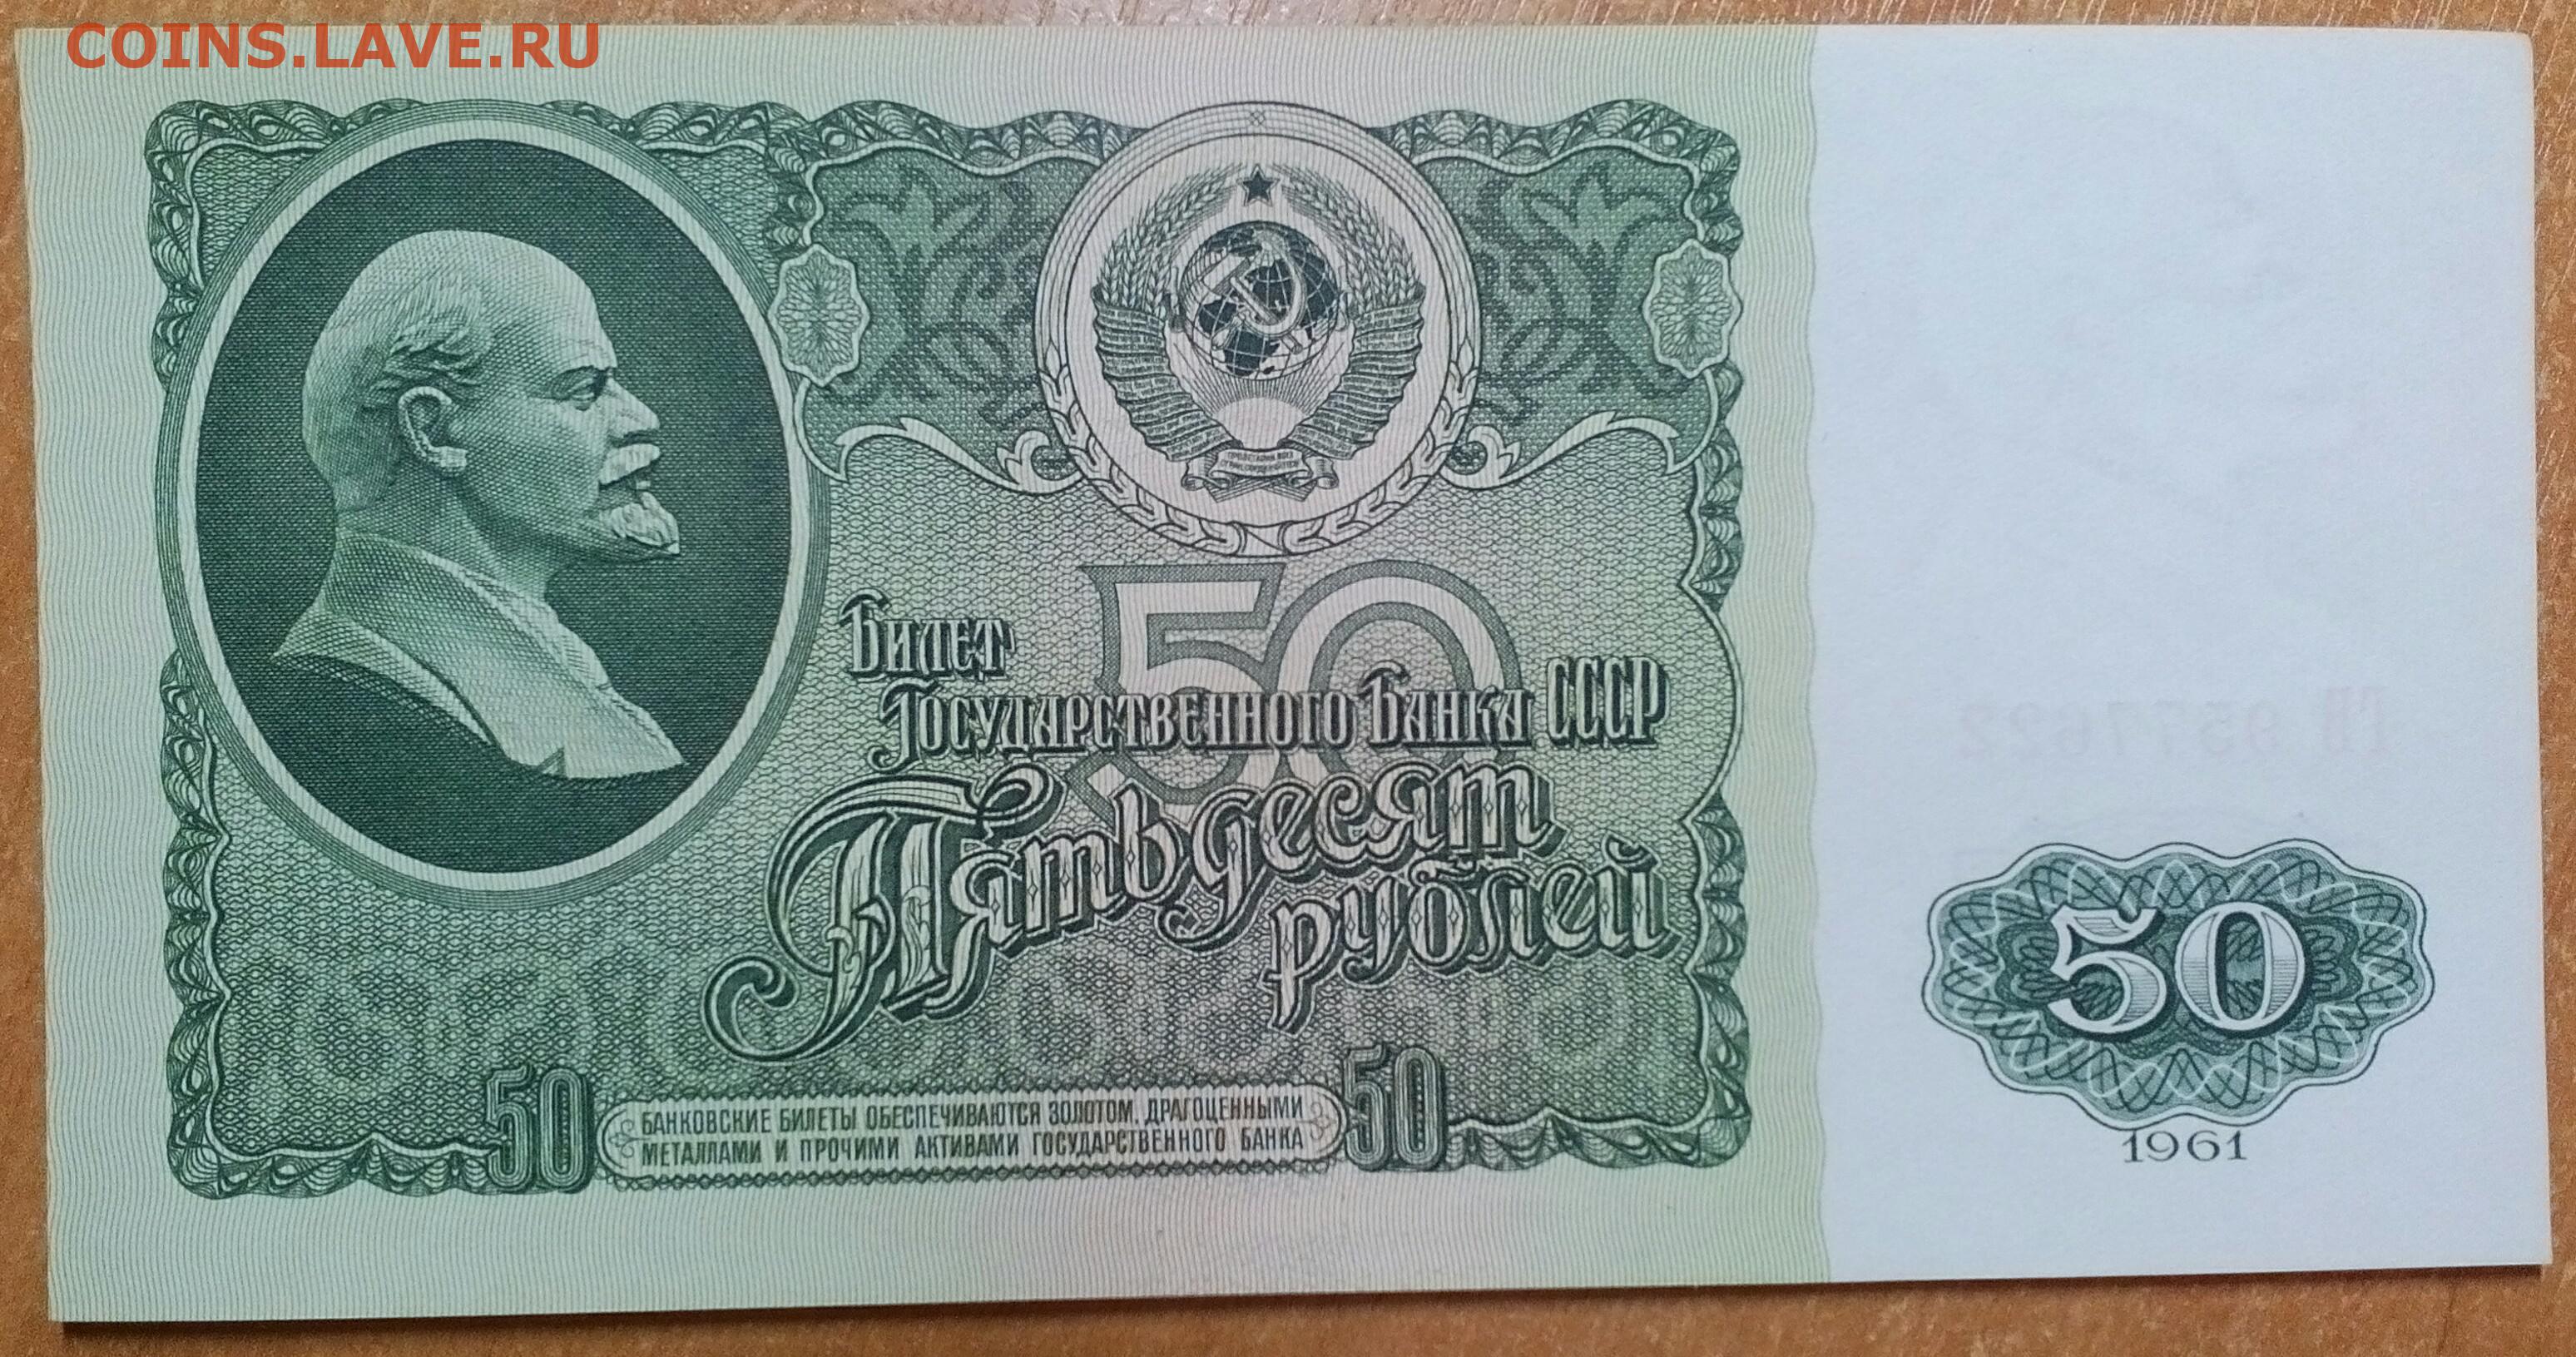 COINS.LAVE.RU
50
Билет
Государственного Банка СССР
Пятьдесят
рублей
50
50
БАНКОВСКИЕ БИЛЕТЫ ОБЕСПЕЧИВАЮТСЯ ЗОЛОТОМ, ДРАГОЦЕННЫМИ
МЕТАЛЛАМИ И ПРОЧИМИ АКТИВАМИ ГОСУДАРСТВЕННОГО БАНКА
50
1961